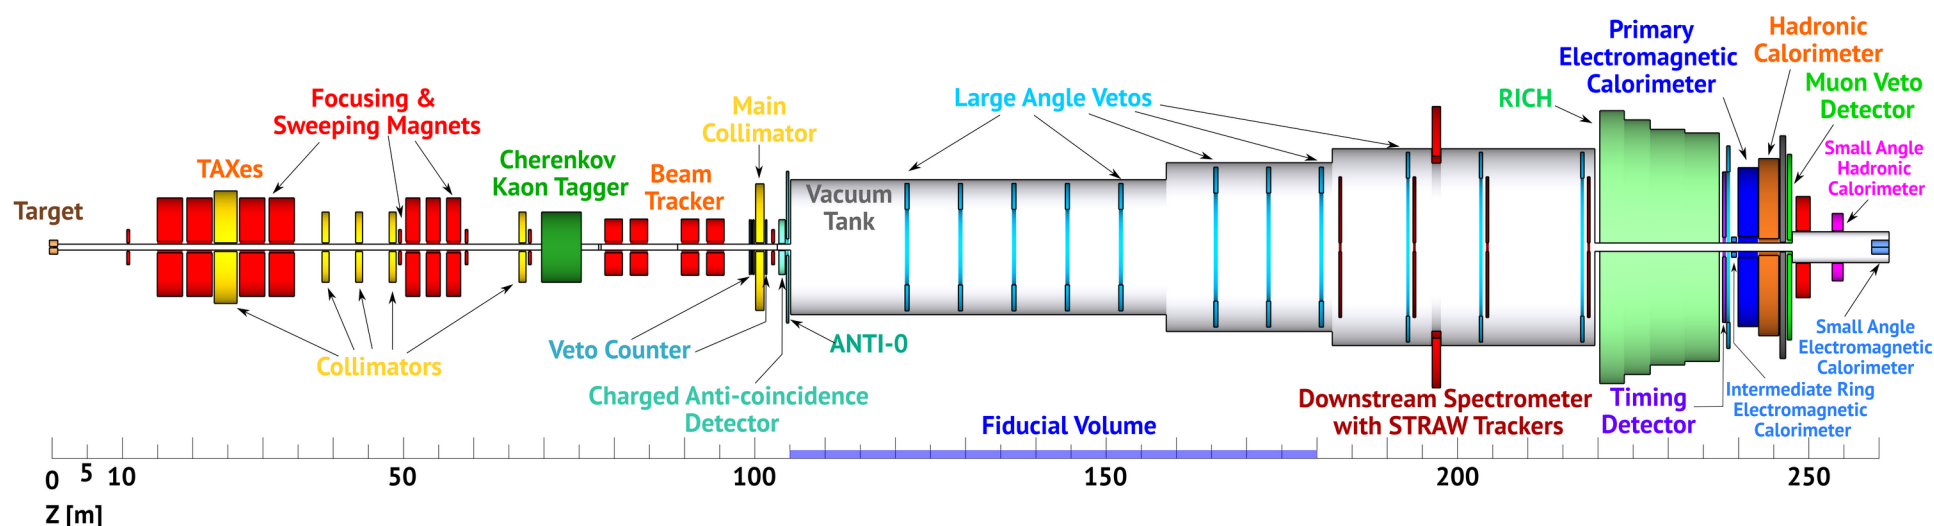 Focusing &
Sweeping Magnets
TAXes
Target
Cherenkov
Kaon Tagger
Beam
Tracker
Main
Collimator
Vacuum
Tank
Large Angle Vetos
RICH
Primary
Electromagnetic
Calorimeter
Hadronic
Calorimeter
Muon Veto
Detector
Small Angle
Hadronic
Calorimeter
Collimators
Veto Counter
ANTI-0
Charged Anti-coincidence
Detector
Fiducial Volume
Downstream Spectrometer
with STRAW Trackers
Timing
Detector
Intermediate Ring
Electromagnetic
Calorimeter
Small Angle
Electromagnetic
Calorimeter
0 5 10 50 100 150 200 250
Z [m]